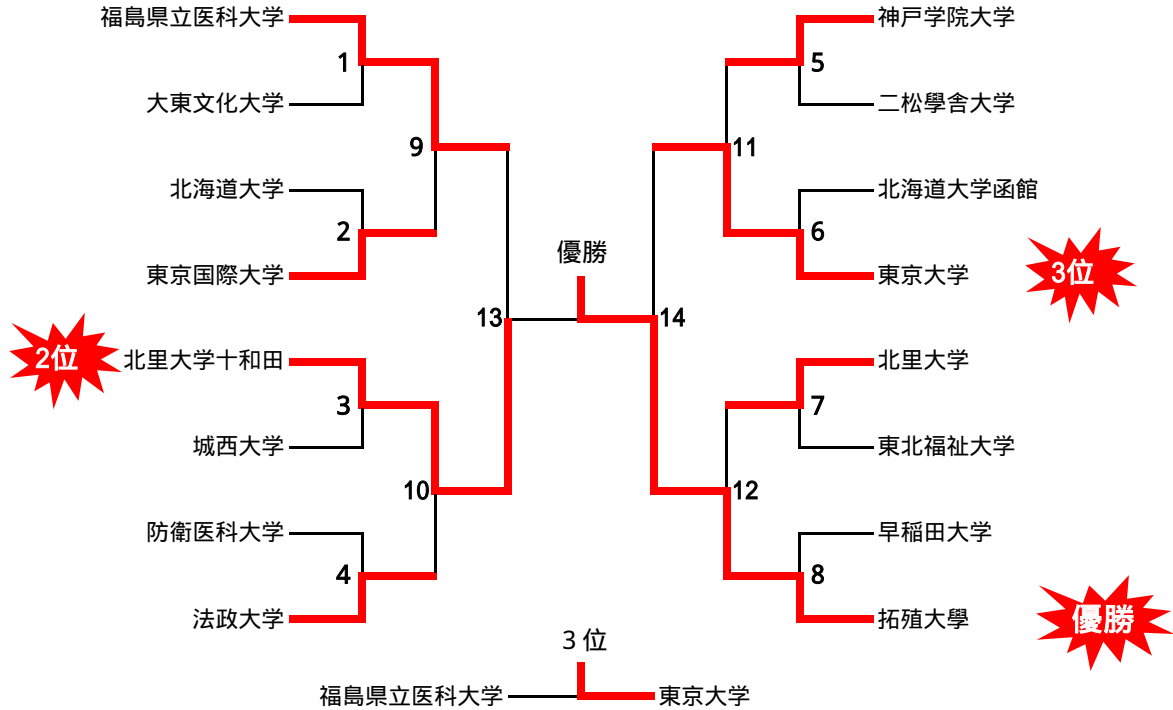 福島県立医科大学
1
大東文化大学
9
北海道大学
2
東京国際大学
13
2位
北里大学十和田
3
城西大学
10
防衛医科大学
4
法政大学
優勝
神戸学院大学
5
二松學舎大学
11
北海道大学函館
6
東京大学
3位
14
北里大学
7
東北福祉大学
12
早稲田大学
8
拓殖大學
優勝
3 位
福島県立医科大学
東京大学